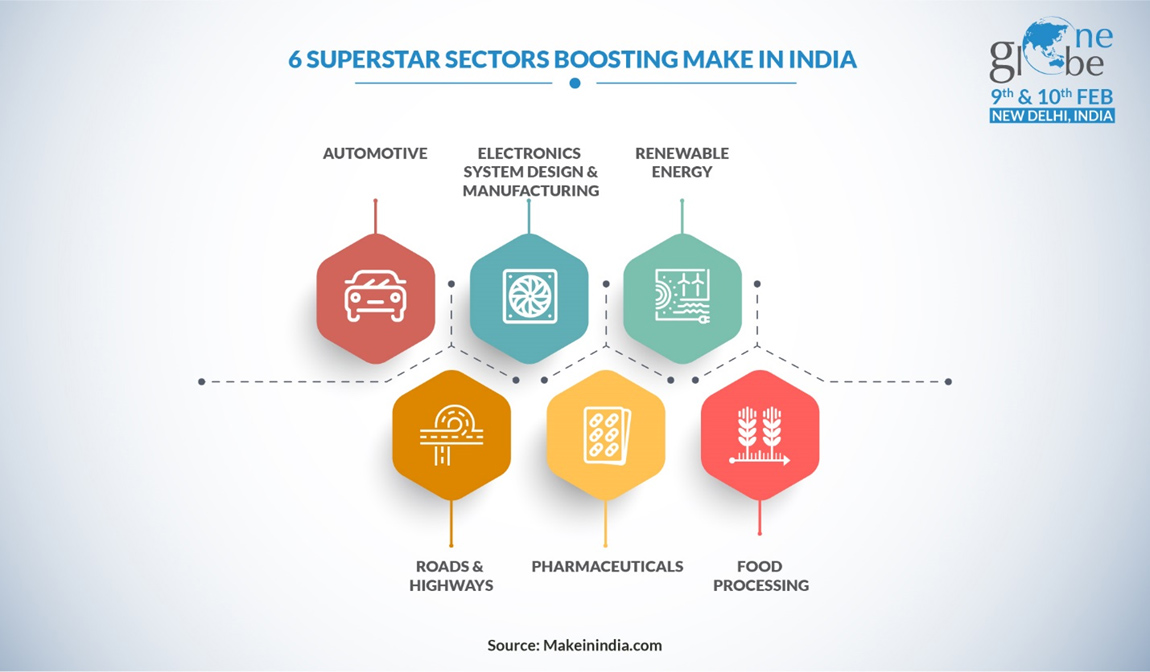 6 SUPERSTAR SECTORS BOOSTING MAKE IN INDIA
One
globe
9th & 10th FEB
NEW DELHI, INDIA
AUTOMOTIVE
ELECTRONICS
SYSTEM DESIGN &
MANUFACTURING
RENEWABLE
ENERGY
ROADS &
HIGHWAYS
PHARMACEUTICALS
FOOD
PROCESSING
Source: Makeinindia.com